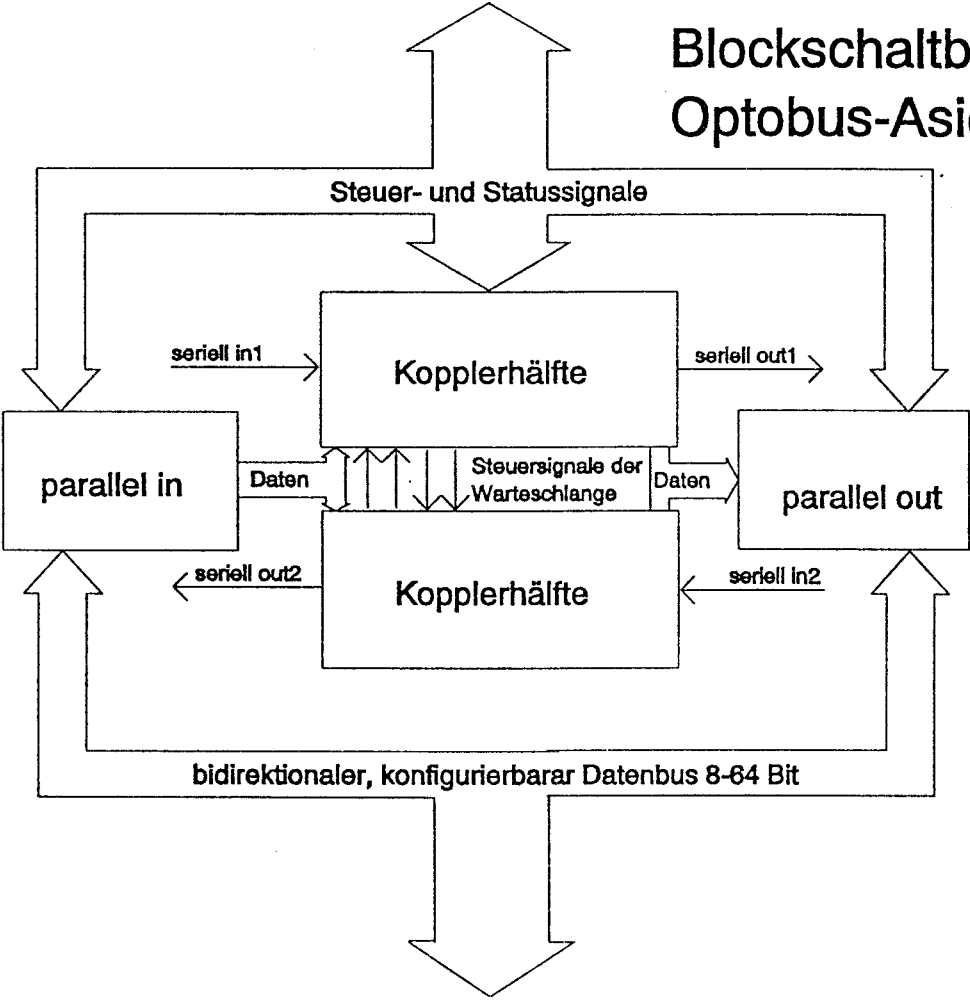 Blockschaltb
Optobus-Asi
Steuer- und Statussignale
seriell in1
Kopplerhälfte
seriell out1
parallel in
Daten
Steuersignale der
Warteschlange
Daten
parallel out
seriell out2
Kopplerhälfte
seriell in2
bidirektionaler, konfigurierbarar Datenbus 8-64 Bit